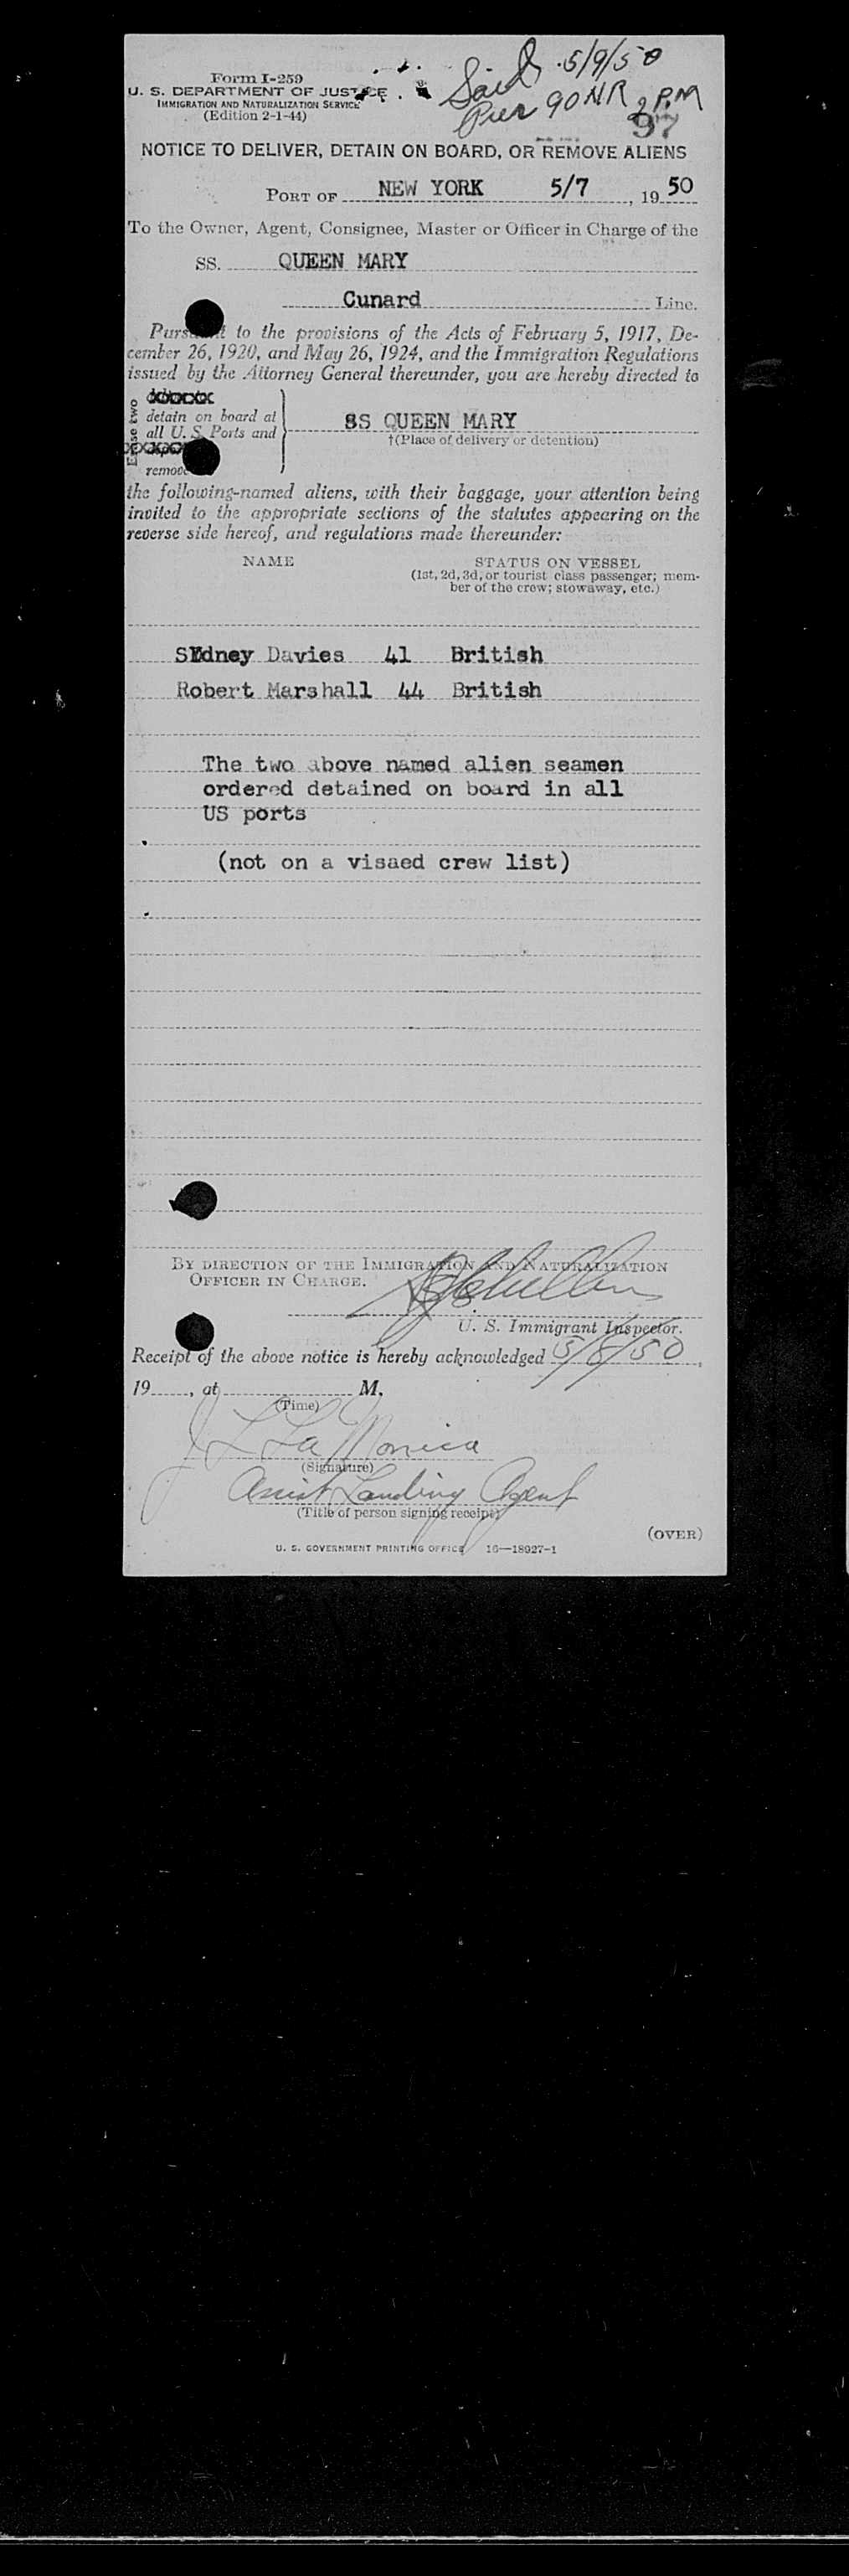 Form I-259
U. S. DEPARTMENT OF JUSTICE
IMMIGRATION AND NATURALIZATION SERVICE
(Edition 2-1-44)
Said 5/9/50
Pier 90 NR 2 P.M
97
NOTICE TO DELIVER, DETAIN ON BOARD, OR REMOVE ALIENS
PORT OF NEW YORK 5/7, 1950
To the Owner, Agent, Consignee, Master or Officer in Charge of the
SS. QUEEN MARY
Cunard Line.
Pursuant to the provisions of the Acts of February 5, 1917, De-
cember 26, 1920, and May 26, 1924, and the Immigration Regulations
issued by the Attorney General thereunder, you are hereby directed to
detain on board at
all U. S. Ports and
remove
SS QUEEN MARY
†(Place of delivery or detention)
the following-named aliens, with their baggage, your attention being
invited to the appropriate sections of the statutes appearing on the
reverse side hereof, and regulations made thereunder:
NAME STATUS ON VESSEL
(1st, 2d, 3d, or tourist class passenger; mem-
ber of the crew; stowaway, etc.)
Sidney Davies 41 British
Robert Marshall 44 British
The two above named alien seamen
ordered detained on board in all
US ports
(not on a visaed crew list)
BY DIRECTION OF THE IMMIGRATION AND NATURALIZATION
OFFICER IN CHARGE.
U. S. Immigrant Inspector.
Receipt of the above notice is hereby acknowledged 5/8/50,
19____, at ____ M.
(Time)
J L La Monica
(Signature)
Assist Landing Agent
(Title of person signing receipt)
(OVER)
U. S. GOVERNMENT PRINTING OFFICE 16—18927-1